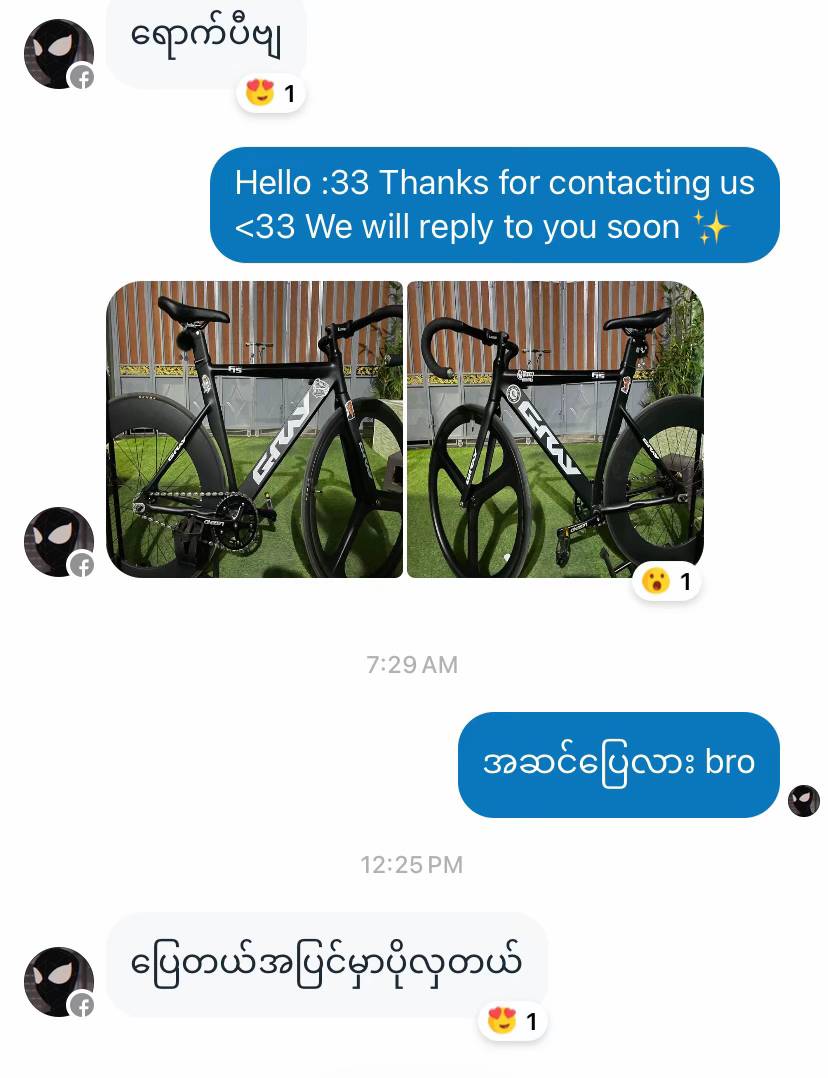 ရောက်ပီဗျ
😍 1
Hello :33 Thanks for contacting us
<33 We will reply to you soon ✨
GRAY
GRAY
😮 1
7:29 AM
အဆင်ပြေလား bro
12:25 PM
ပြေတယ်အပြင်မှာပိုလှတယ်
😍 1